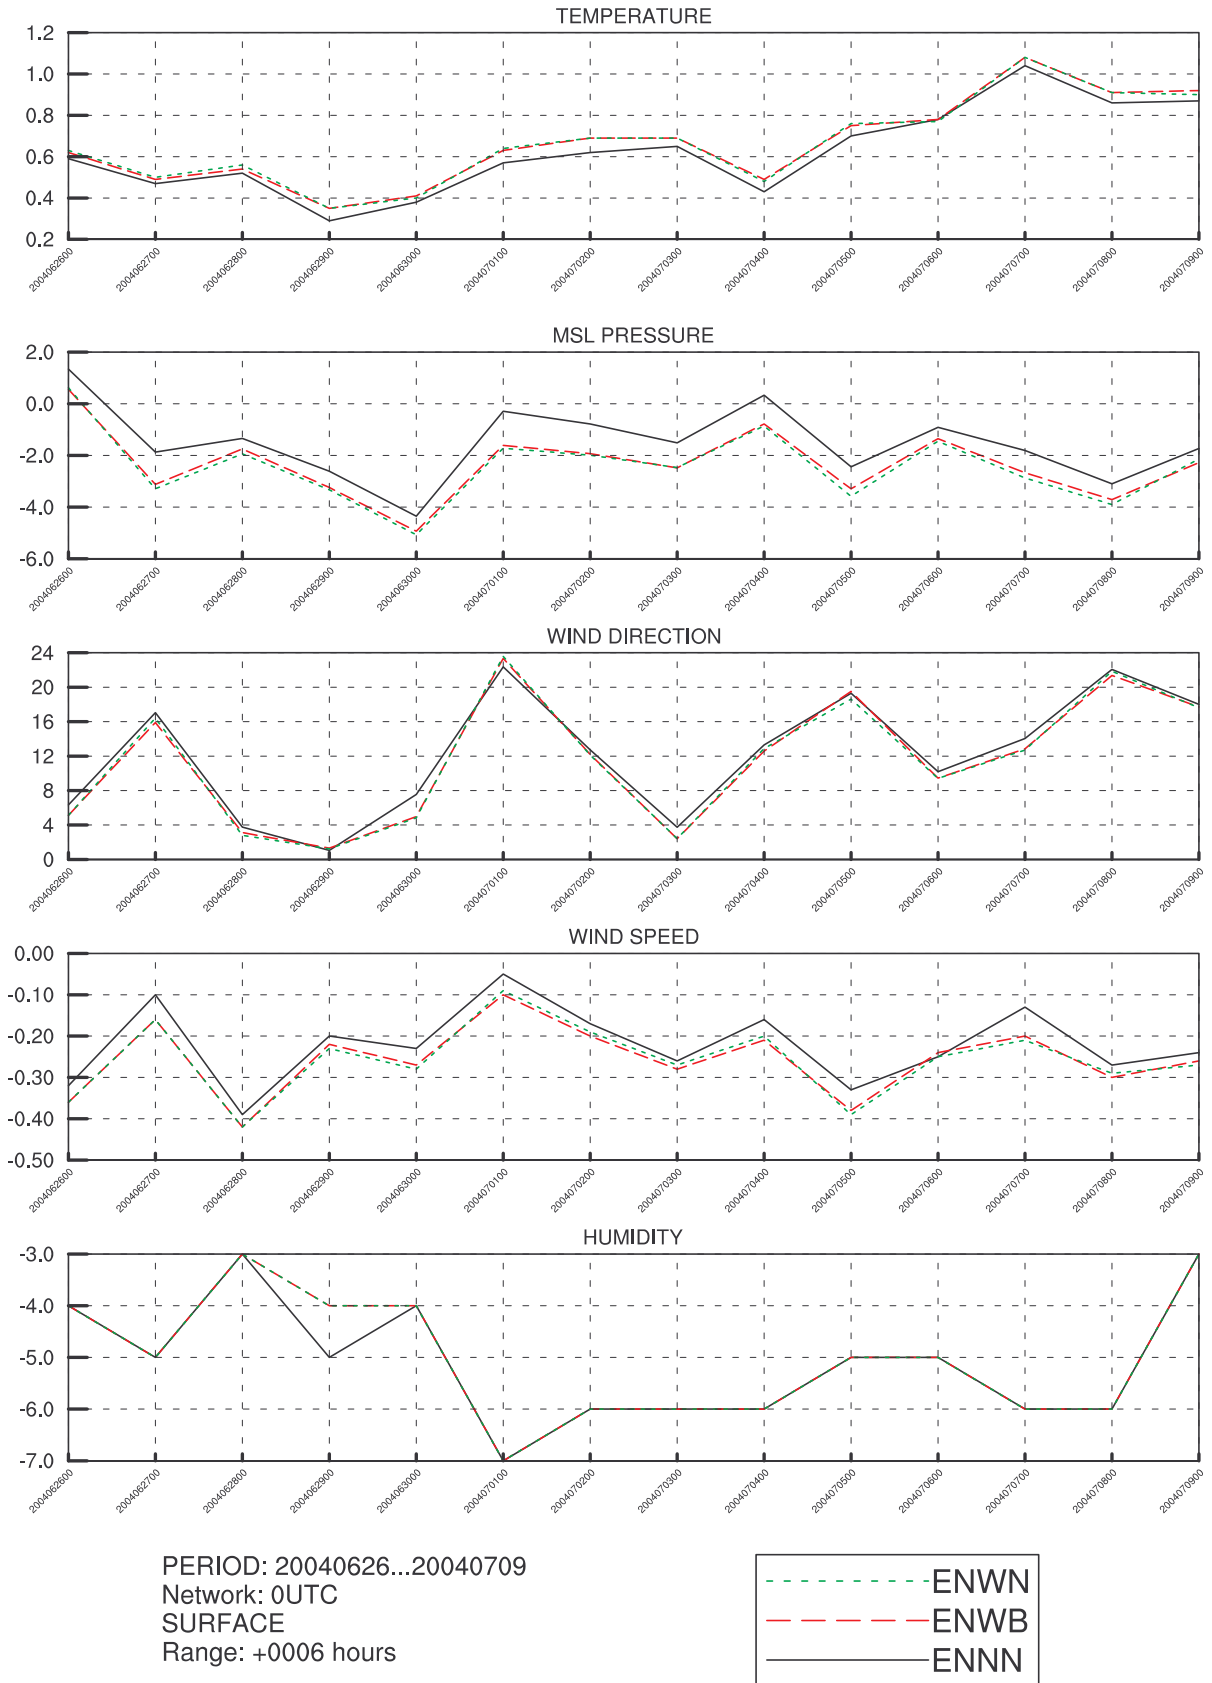 TEMPERATURE
1.2
1.0
0.8
0.6
0.4
0.2
2004062600 2004062700 2004062800 2004062900 2004063000 2004070100 2004070200 2004070300 2004070400 2004070500 2004070600 2004070700 2004070800 2004070900
MSL PRESSURE
2.0
0.0
-2.0
-4.0
-6.0
2004062600 2004062700 2004062800 2004062900 2004063000 2004070100 2004070200 2004070300 2004070400 2004070500 2004070600 2004070700 2004070800 2004070900
WIND DIRECTION
24
20
16
12
8
4
0
2004062600 2004062700 2004062800 2004062900 2004063000 2004070100 2004070200 2004070300 2004070400 2004070500 2004070600 2004070700 2004070800 2004070900
WIND SPEED
0.00
-0.10
-0.20
-0.30
-0.40
-0.50
2004062600 2004062700 2004062800 2004062900 2004063000 2004070100 2004070200 2004070300 2004070400 2004070500 2004070600 2004070700 2004070800 2004070900
HUMIDITY
-3.0
-4.0
-5.0
-6.0
-7.0
2004062600 2004062700 2004062800 2004062900 2004063000 2004070100 2004070200 2004070300 2004070400 2004070500 2004070600 2004070700 2004070800 2004070900
PERIOD: 20040626...20040709
Network: 0UTC
SURFACE
Range: +0006 hours
ENWN
ENWB
ENNN